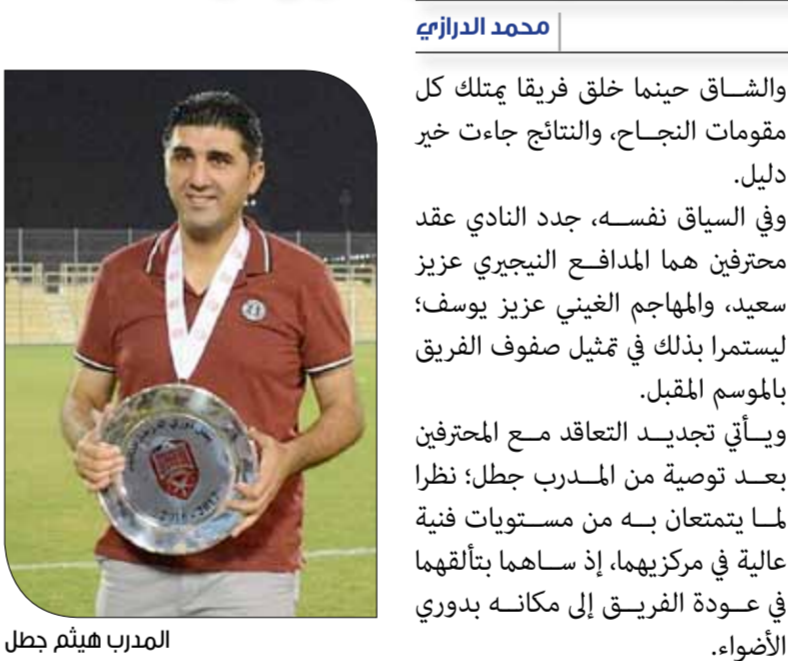 محمد الدرازي
والشاق حينما خلق فريقا يمتلك كل
مقومات النجاح، والنتائج جاءت خير
دليل.
وفي السياق نفسه، جدد النادي عقد
محترفين هما المدافع النيجيري عزيز
سعيد، والمهاجم الغيني عزيز يوسف؛
ليستمرا بذلك في تمثيل صفوف الفريق
بالموسم المقبل.
ويأتي تجديد التعاقد مع المحترفين
بعد توصية من المدرب جطل؛ نظرا
لما يتمتعان به من مستويات فنية
عالية في مركزيهما، إذ ساهما بتألقهما
في عودة الفريق إلى مكانه بدوري
الأضواء.
المدرب هيثم جطل